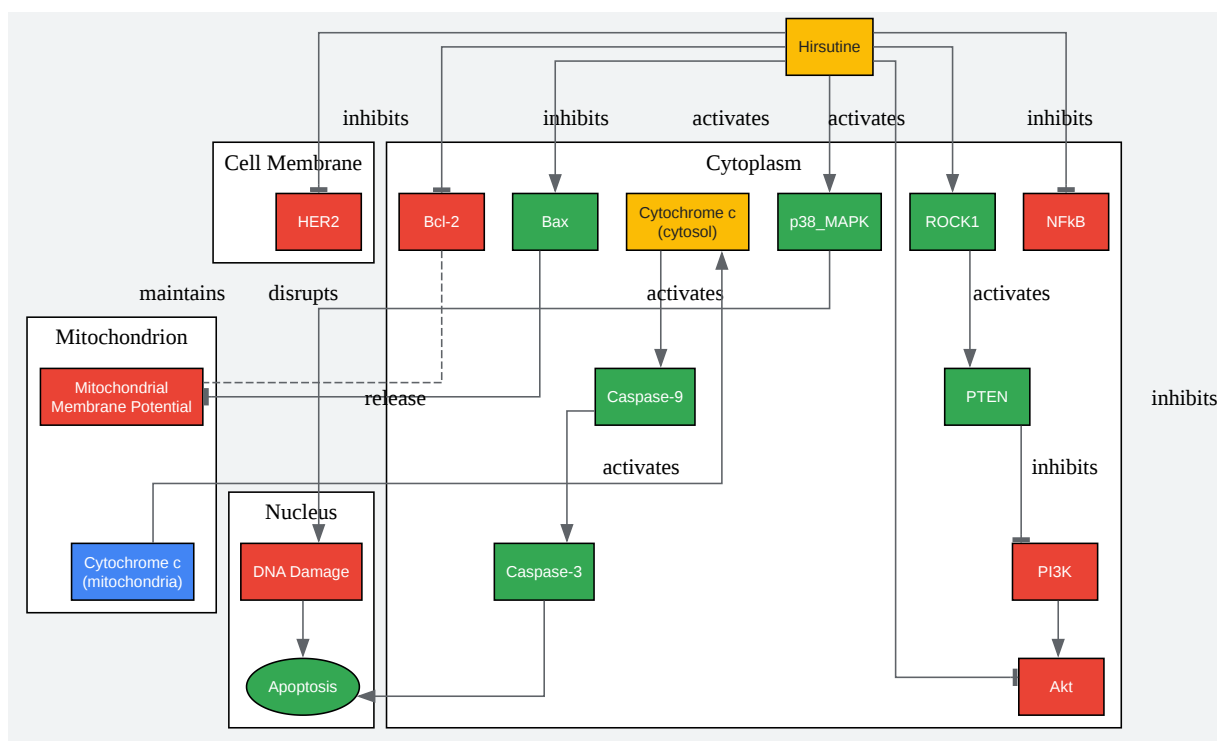 Hirsutine
inhibits
inhibits
activates
activates
inhibits
Cell Membrane
Cytoplasm
HER2
Bcl-2
Bax
Cytochrome c
(cytosol)
p38_MAPK
ROCK1
NFkB
maintains
disrupts
activates
activates
Mitochondrion
Mitochondrial
Membrane Potential
release
Caspase-9
PTEN
inhibits
activates
inhibits
Nucleus
Cytochrome c
(mitochondria)
DNA Damage
Caspase-3
PI3K
Apoptosis
Akt